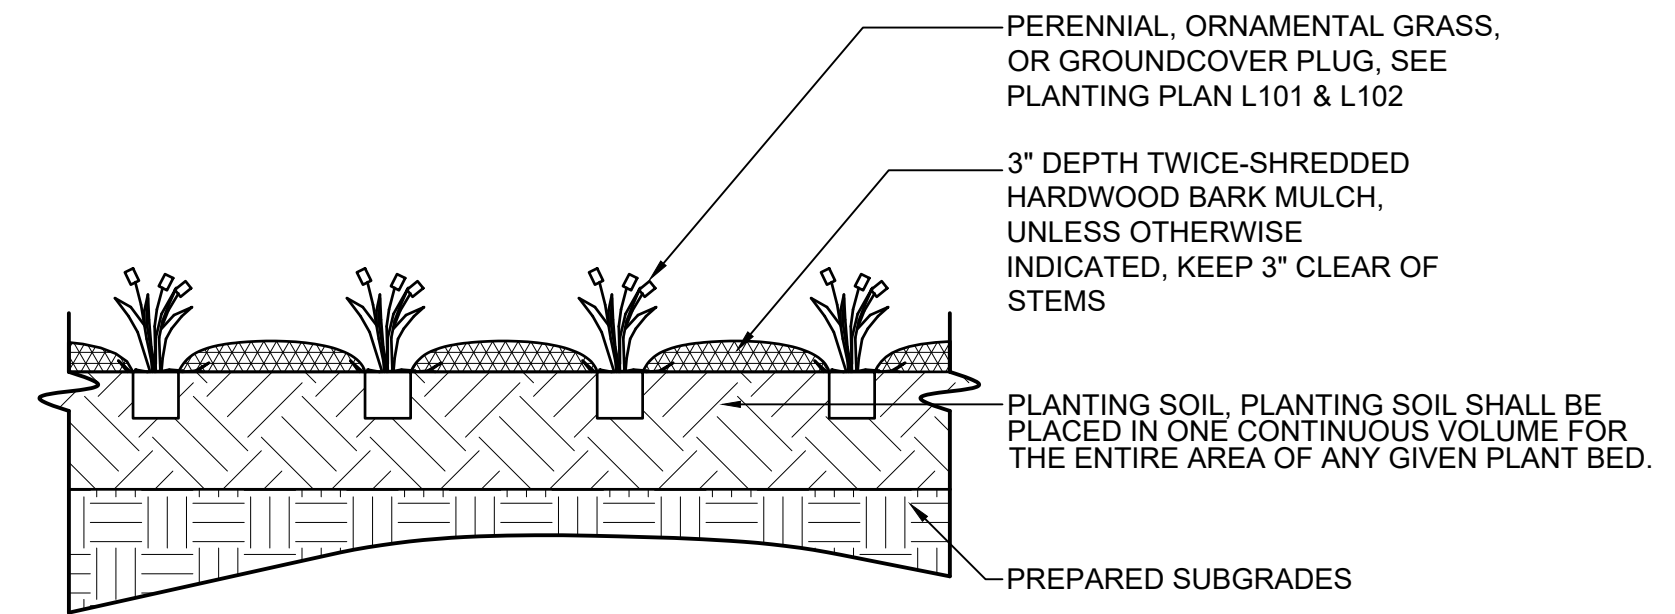 PERENNIAL, ORNAMENTAL GRASS,
OR GROUNDCOVER PLUG, SEE
PLANTING PLAN L101 & L102
3" DEPTH TWICE-SHREDDED
HARDWOOD BARK MULCH,
UNLESS OTHERWISE
INDICATED, KEEP 3" CLEAR OF
STEMS
PLANTING SOIL, PLANTING SOIL SHALL BE
PLACED IN ONE CONTINUOUS VOLUME FOR
THE ENTIRE AREA OF ANY GIVEN PLANT BED.
PREPARED SUBGRADES